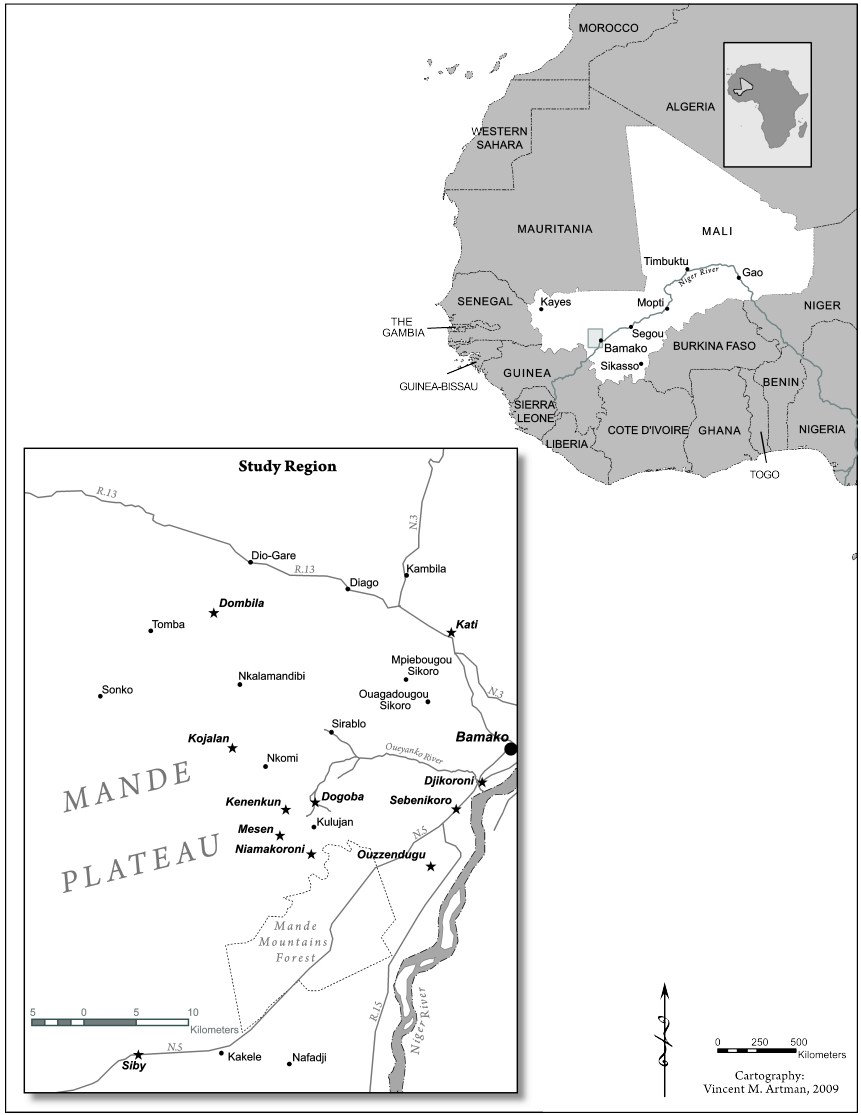 MOROCCO
ALGERIA
WESTERN
SAHARA
MAURITANIA
MALI
Timbuktu
Niger River
Gao
Kayes
Mopti
SENEGAL
NIGER
THE
GAMBIA
Segou
Bamako
BURKINA FASO
Sikasso
GUINEA
GUINEA-BISSAU
BENIN
SIERRA
LEONE
LIBERIA
COTE D'IVOIRE
GHANA
NIGERIA
TOGO
Study Region
R.13
N.3
Dio-Gare
R.13
Kambila
Diago
Dombila
Tomba
Kati
Mpiebougou
Sikoro
Nkalamandibi
Sonko
Ouagadougou
Sikoro
N.3
Sirablo
Kojalan
Bamako
Oueyanko River
Nkomi
MANDE
PLATEAU
Djikoroni
Dogoba
Kenenkun
Sebenikoro
Kulujan
Mesen
N.5
Niamakoroni
Ouzzendugu
Mande
Mountains
Forest
5 0 5 10
Kilometers
R.15
Niger River
N.5
Siby
Kakele
Nafadji
0 250 500
Kilometers
Cartography:
Vincent M. Artman, 2009